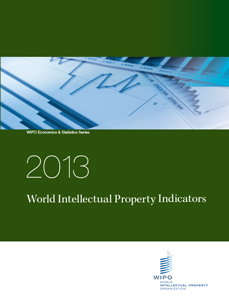 WIPO Economics & Statistics Series
2013
World Intellectual Property Indicators
WIPO
WORLD
INTELLECTUAL PROPERTY
ORGANIZATION